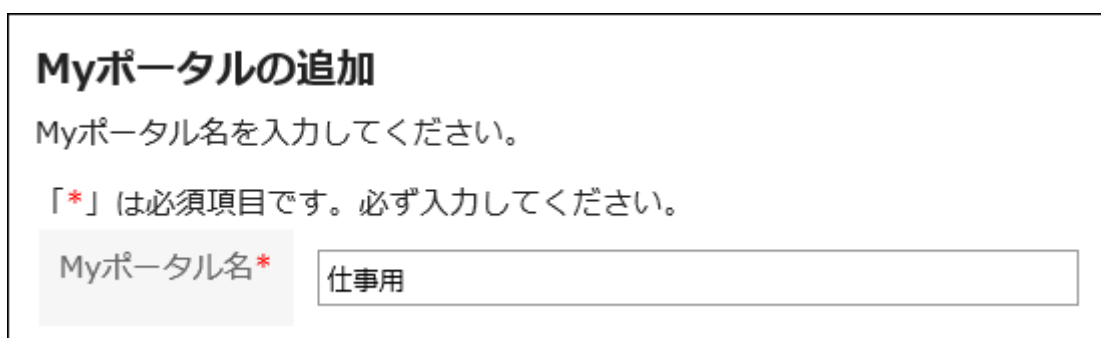 Myポータルの追加
Myポータル名を入力してください。
「*」は必須項目です。必ず入力してください。
Myポータル名*
仕事用